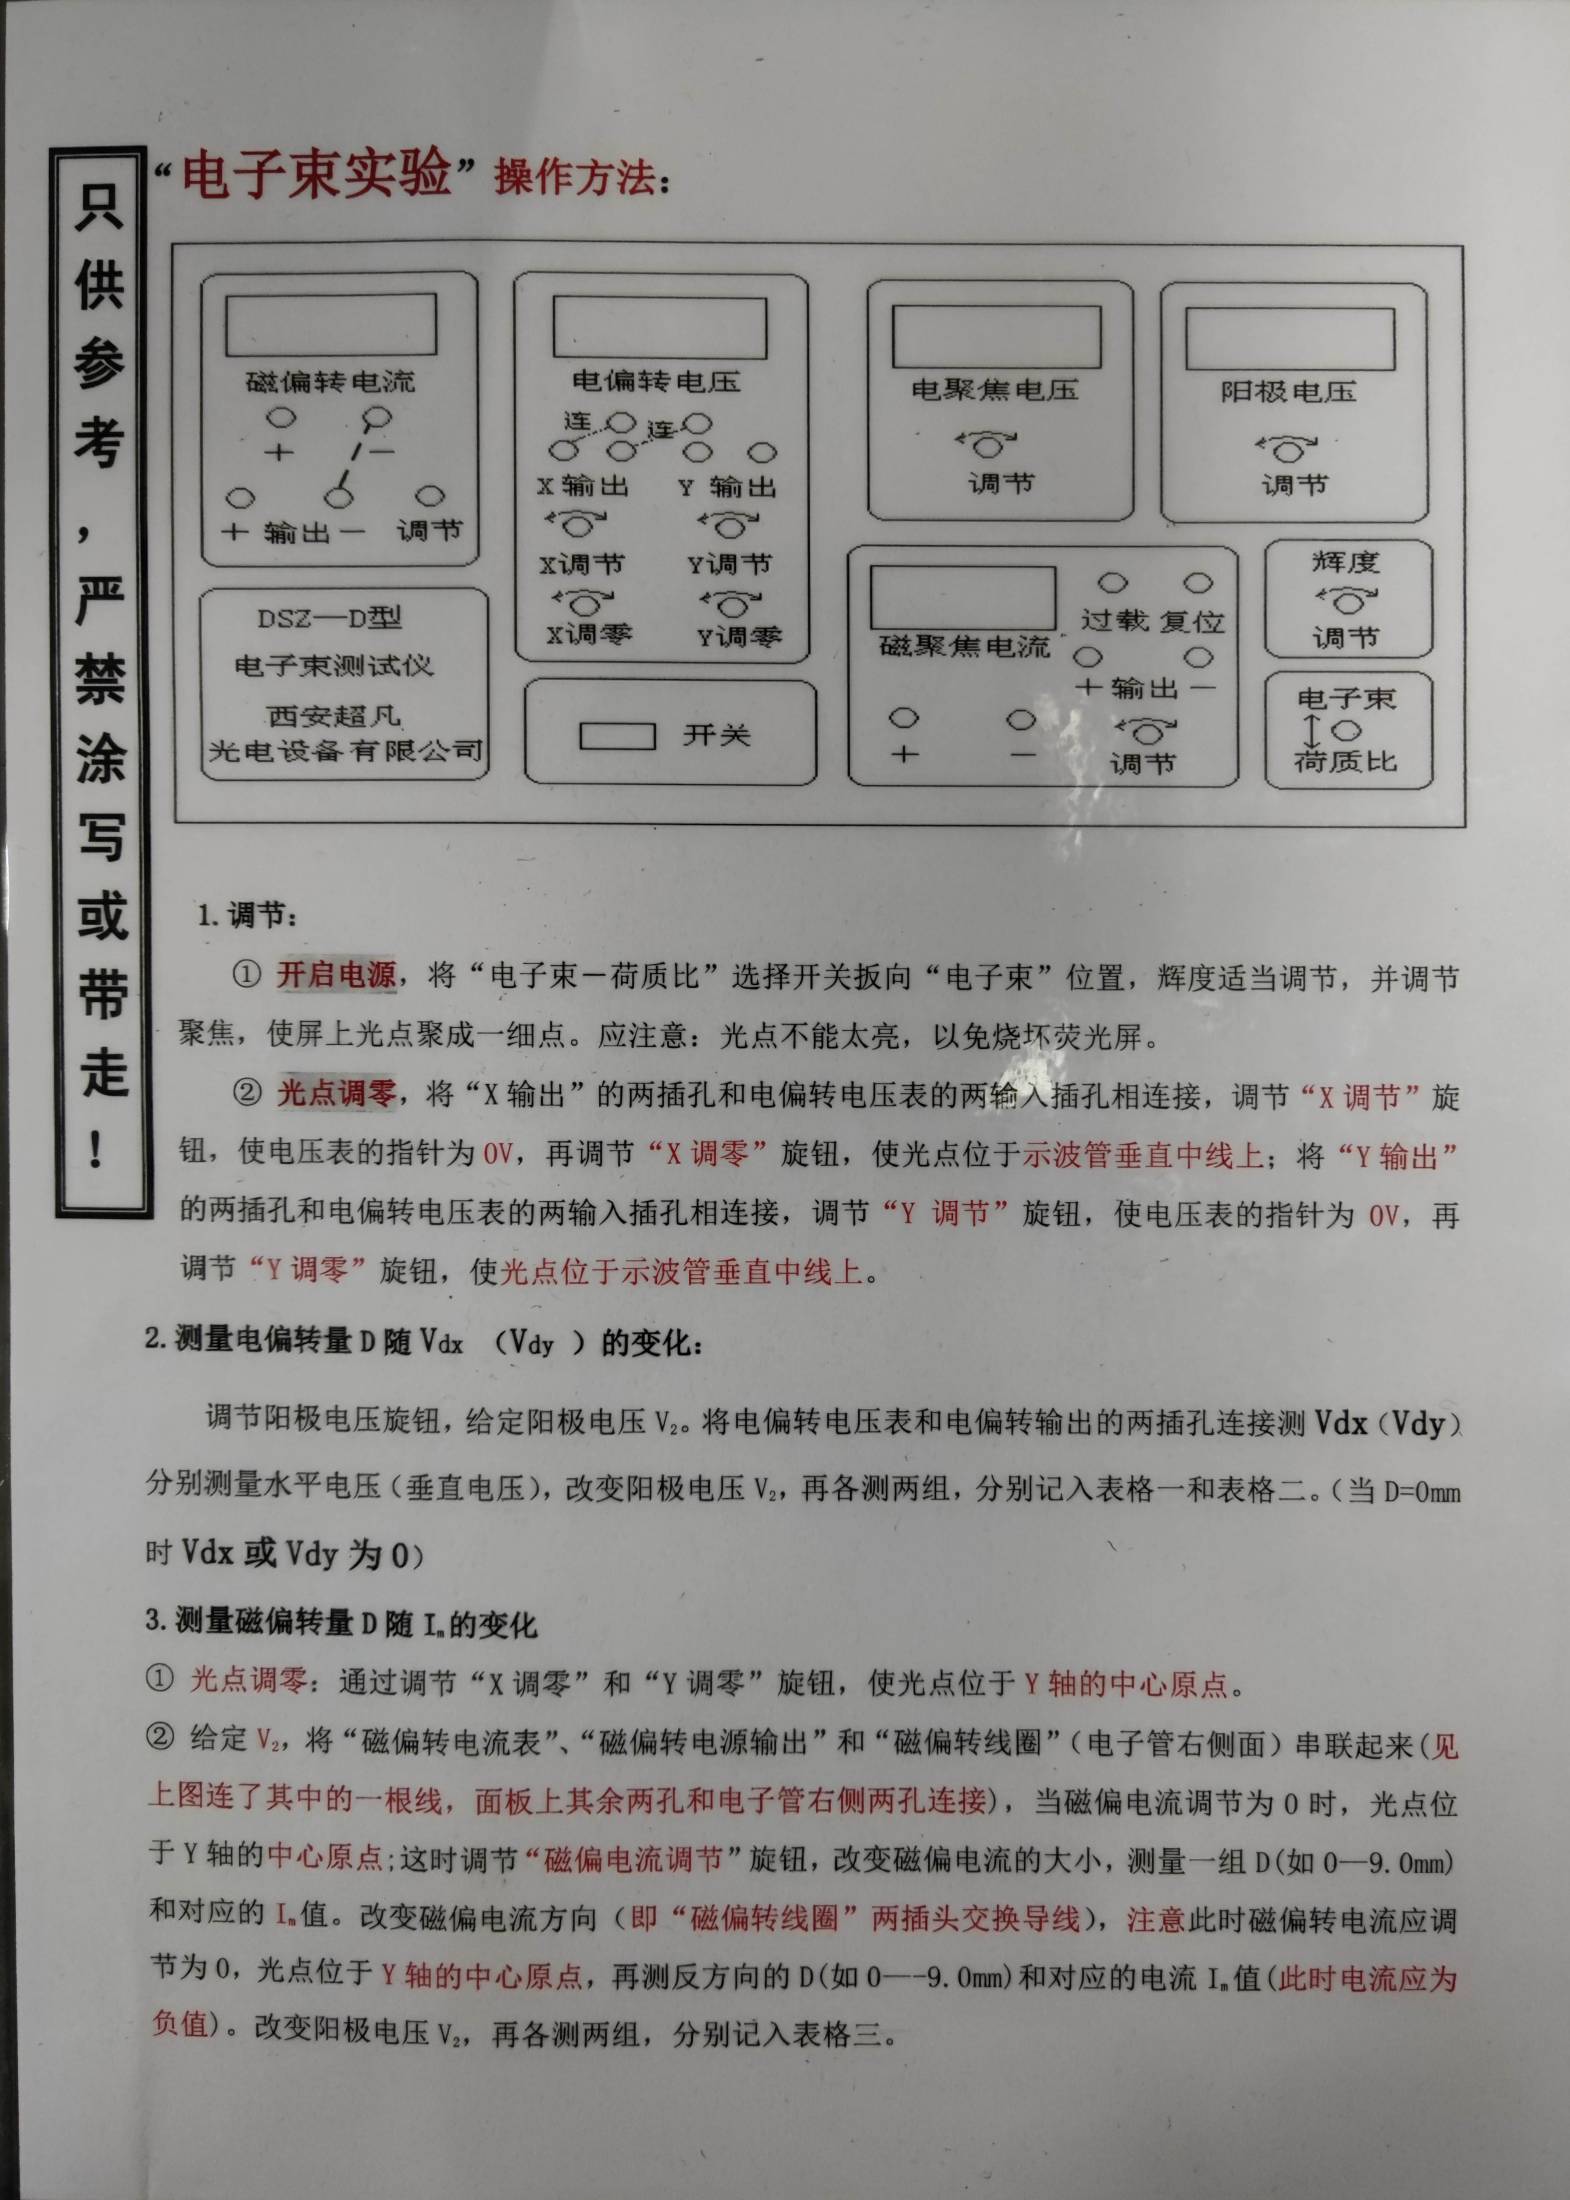 只供参考，严禁涂写或带走！
“电子束实验”操作方法：
磁偏转电流
＋ －
＋ 输出 － 调节
电偏转电压
连 连
X 输出 Y 输出
X调节 Y调节
X调零 Y调零
电聚焦电压
调节
阳极电压
调节
DSZ—D型
电子束测试仪
西安超凡
光电设备有限公司
开关
磁聚焦电流
过载 复位
＋ 输出 －
＋ － 调节
辉度
调节
电子束
↕
荷质比
1.调节：
① 开启电源，将“电子束－荷质比”选择开关扳向“电子束”位置，辉度适当调节，并调节
聚焦，使屏上光点聚成一细点。应注意：光点不能太亮，以免烧坏荧光屏。
② 光点调零，将“X 输出”的两插孔和电偏转电压表的两输入插孔相连接，调节“X 调节”旋
钮，使电压表的指针为 0V，再调节“X 调零”旋钮，使光点位于示波管垂直中线上；将“Y 输出”
的两插孔和电偏转电压表的两输入插孔相连接，调节“Y 调节”旋钮，使电压表的指针为 0V，再
调节“Y 调零”旋钮，使光点位于示波管垂直中线上。
2.测量电偏转量 D 随 Vdx （Vdy ）的变化：
调节阳极电压旋钮，给定阳极电压 V₂。将电偏转电压表和电偏转输出的两插孔连接测 Vdx（Vdy）
分别测量水平电压（垂直电压），改变阳极电压 V₂，再各测两组，分别记入表格一和表格二。（当 D=0mm
时 Vdx 或 Vdy 为 0）
3.测量磁偏转量 D 随 Iₘ的变化
① 光点调零：通过调节“X 调零”和“Y 调零”旋钮，使光点位于 Y 轴的中心原点。
② 给定 V₂，将“磁偏转电流表”、“磁偏转电源输出”和“磁偏转线圈”（电子管右侧面）串联起来(见
上图连了其中的一根线，面板上其余两孔和电子管右侧两孔连接)，当磁偏电流调节为 0 时，光点位
于 Y 轴的中心原点;这时调节“磁偏电流调节”旋钮，改变磁偏电流的大小，测量一组 D(如 0—9.0mm)
和对应的 Iₘ值。改变磁偏电流方向（即“磁偏转线圈”两插头交换导线），注意此时磁偏转电流应调
节为 0，光点位于 Y 轴的中心原点，再测反方向的 D(如 0—-9.0mm)和对应的电流 Iₘ值(此时电流应为
负值)。改变阳极电压 V₂，再各测两组，分别记入表格三。